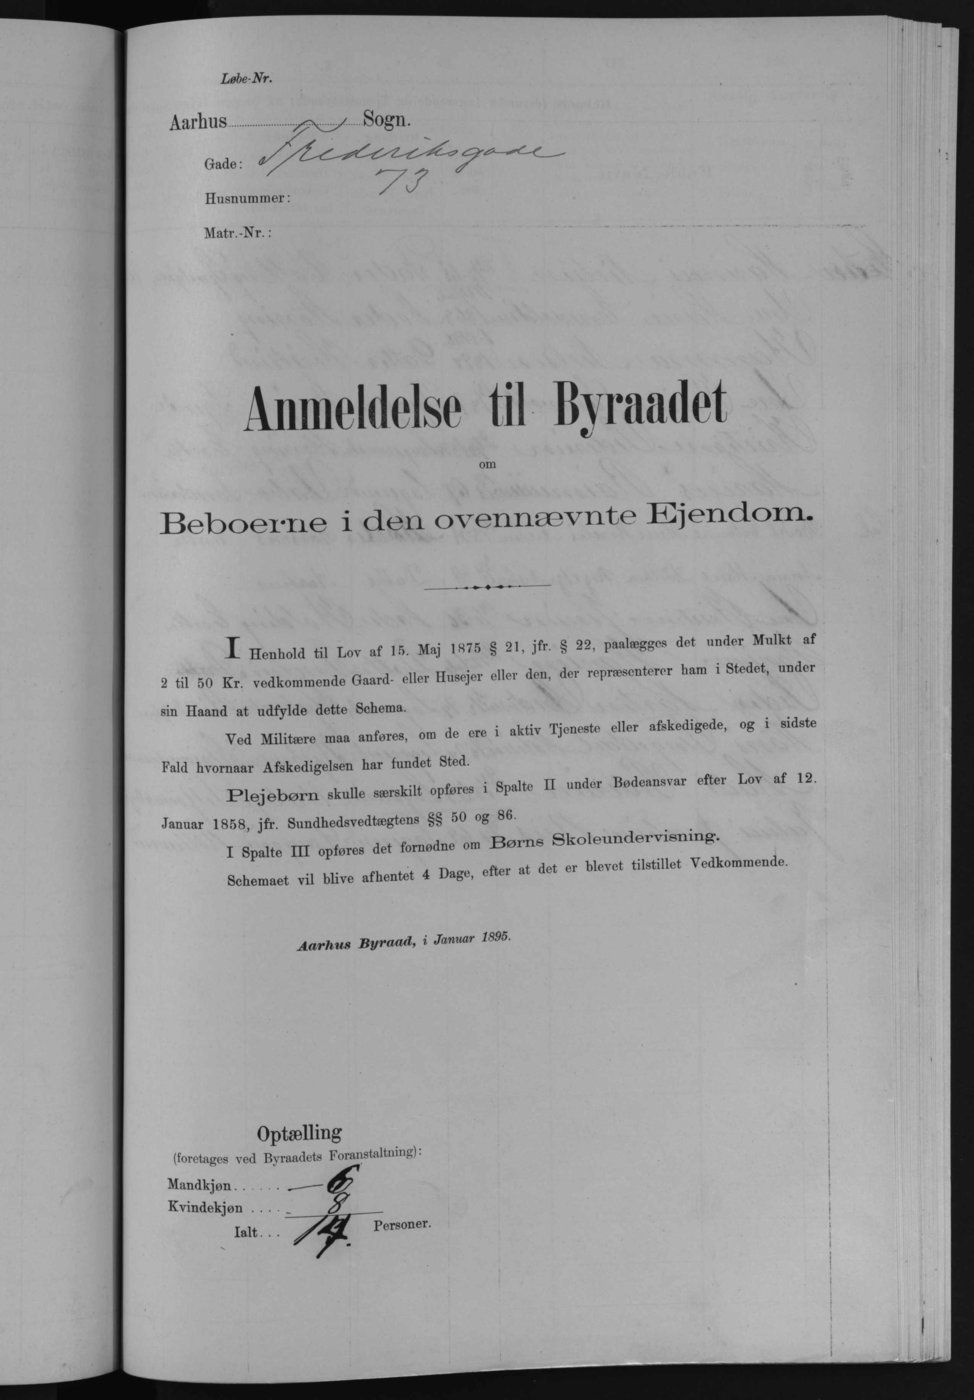 Løbe-Nr.
Aarhus Sogn.
Gade: Frederiksgade
73
Husnummer:
Matr.-Nr.:
Anmeldelse til Byraadet
om
Beboerne i den ovennævnte Ejendom.
I Henhold til Lov af 15. Maj 1875 § 21, jfr. § 22, paalægges det under Mulkt af
2 til 50 Kr. vedkommende Gaard- eller Husejer eller den, der repræsenterer ham i Stedet, under
sin Haand at udfylde dette Schema.
Ved Militære maa anføres, om de ere i aktiv Tjeneste eller afskedigede, og i sidste
Fald hvornaar Afskedigelsen har fundet Sted.
Plejebørn skulle særskilt opføres i Spalte II under Bødeansvar efter Lov af 12.
Januar 1858, jfr. Sundhedsvedtægtens §§ 50 og 86.
I Spalte III opføres det fornødne om Børns Skoleundervisning.
Schemaet vil blive afhentet 4 Dage, efter at det er blevet tilstillet Vedkommende.
Aarhus Byraad, i Januar 1895.
Optælling
(foretages ved Byraadets Foranstaltning):
Mandkjøn...... 6
Kvindekjøn .... 8
Ialt... 14 Personer.